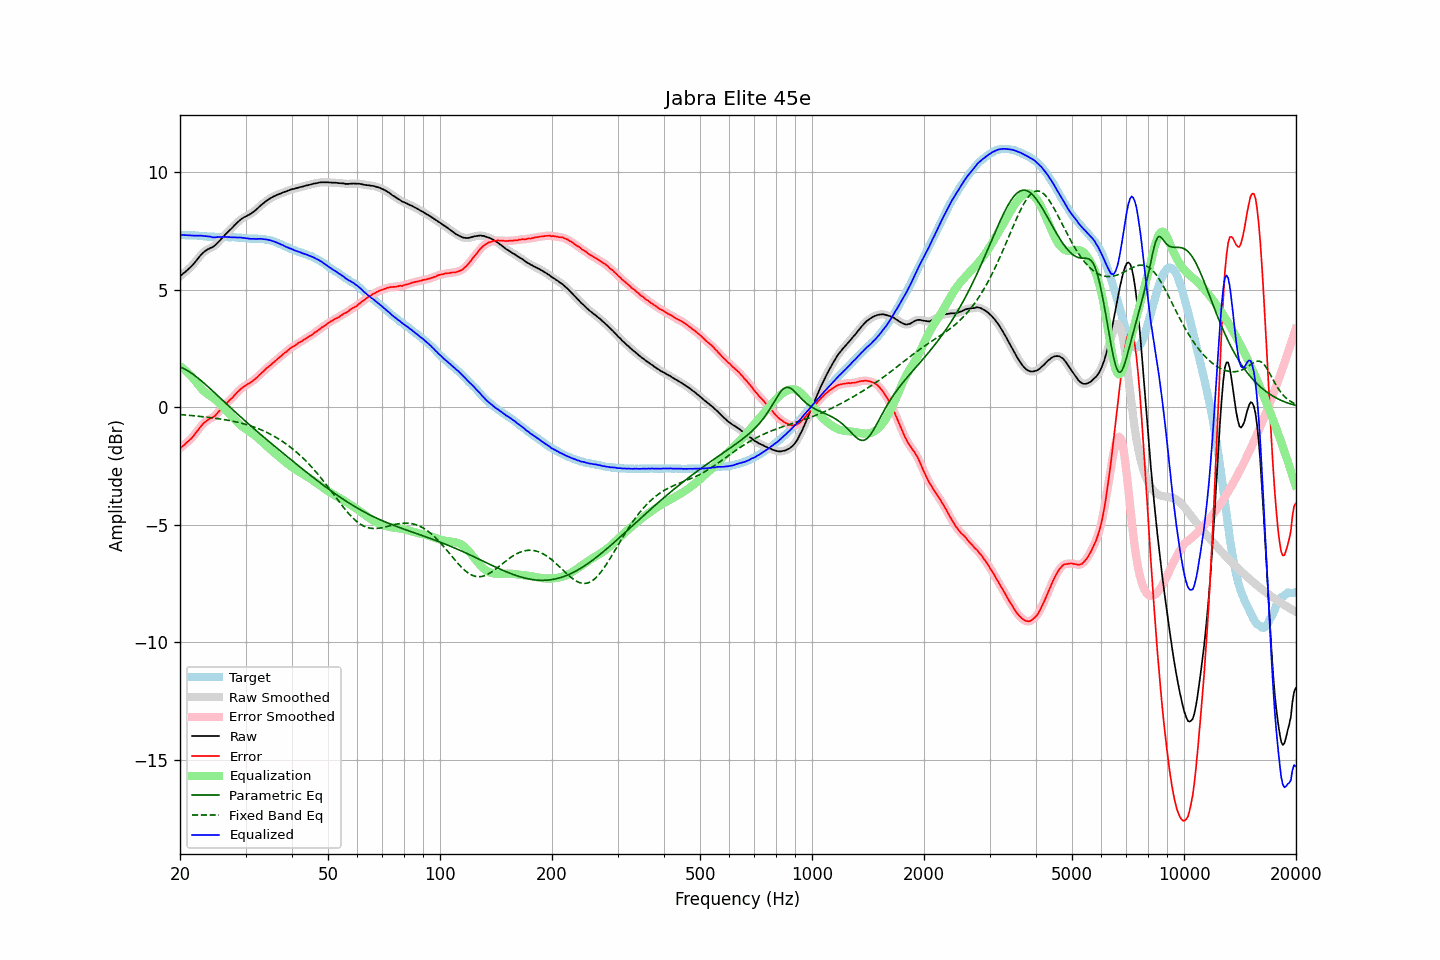 Jabra Elite 45e
10
5
0
−5
−10
−15
Amplitude (dBr)
Target
Raw Smoothed
Error Smoothed
Raw
Error
Equalization
Parametric Eq
Fixed Band Eq
Equalized
20 50 100 200 500 1000 2000 5000 10000 20000
Frequency (Hz)